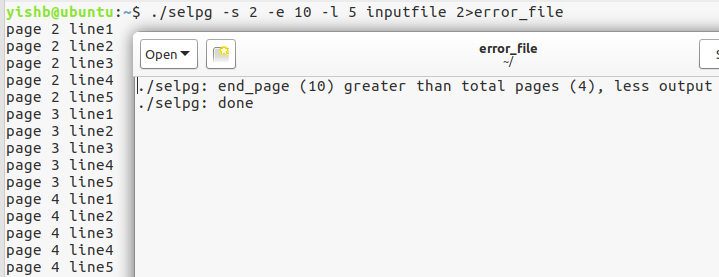 yishb@ubuntu:~$ ./selpg -s 2 -e 10 -l 5 inputfile 2>error_file
page 2 line1
page 2 line2
page 2 line3
page 2 line4
page 2 line5
page 3 line1
page 3 line2
page 3 line3
page 3 line4
page 3 line5
page 4 line1
page 4 line2
page 4 line3
page 4 line4
page 4 line5
Open
error_file
~/
S
./selpg: end_page (10) greater than total pages (4), less output
./selpg: done